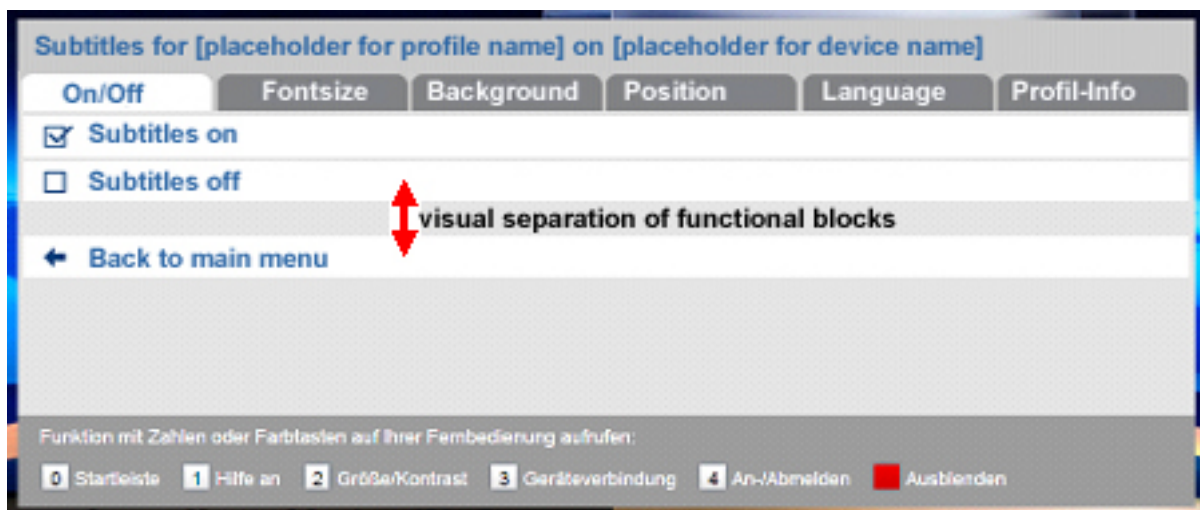 Subtitles for [placeholder for profile name] on [placeholder for device name]
On/Off Fontsize Background Position Language Profil-Info
Subtitles on
Subtitles off
visual separation of functional blocks
Back to main menu
Funktion mit Zahlen oder Farbtasten auf Ihrer Fernbedienung aufrufen:
0 Startleiste 1 Hilfe an 2 Größe/Kontrast 3 Geräteverbindung 4 An-/Abmelden Ausblenden